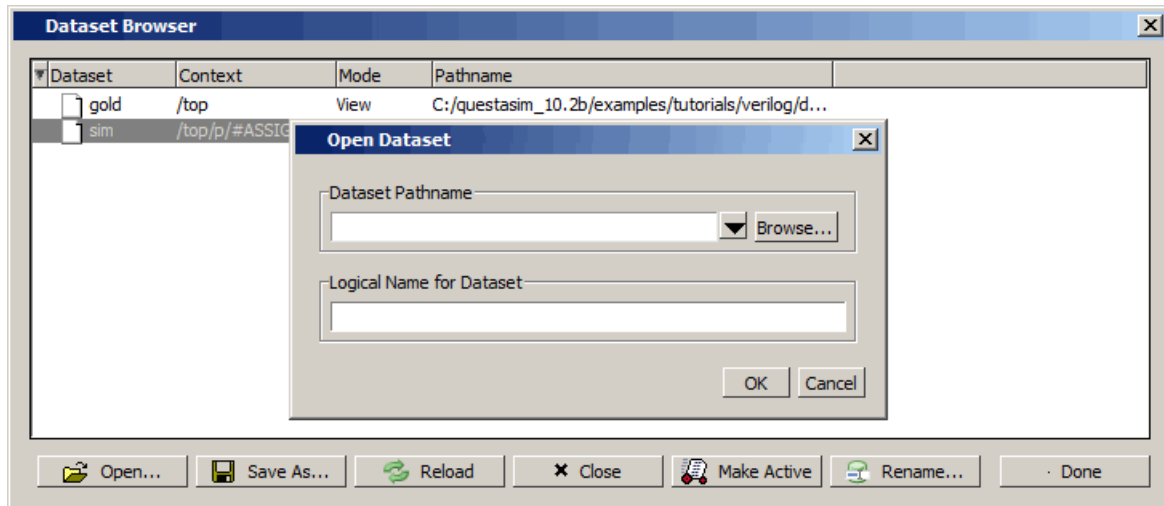 Dataset Browser
Dataset Context Mode Pathname
gold /top View C:/questasim_10.2b/examples/tutorials/verilog/d...
sim /top/p/#ASSIG
Open Dataset
Dataset Pathname
Browse...
Logical Name for Dataset
OK Cancel
Open... Save As... Reload Close Make Active Rename... · Done